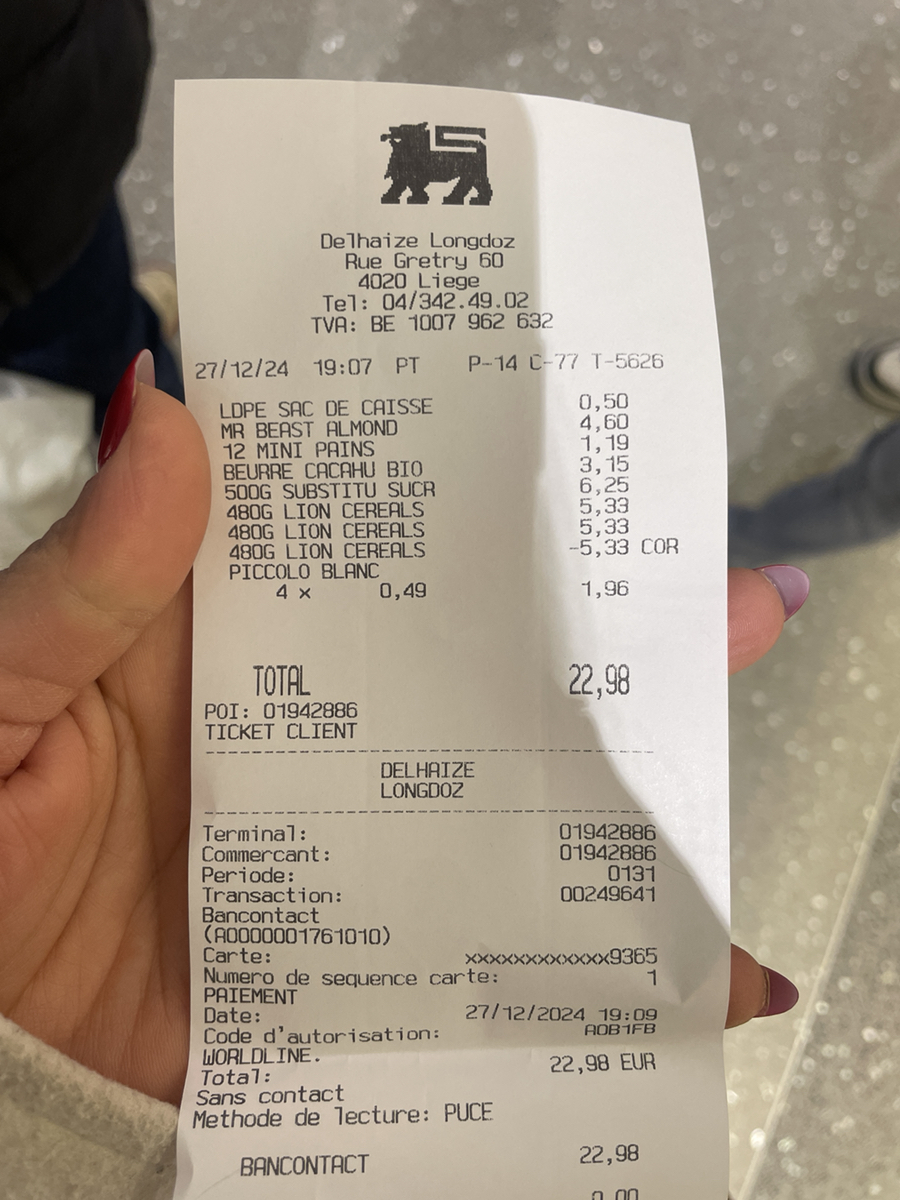 Delhaize Longdoz
Rue Gretry 60
4020 Liege
Tel: 04/342.49.02
TVA: BE 1007 962 632
27/12/24 19:07 PT P-14 C-77 T-5626
LDPE SAC DE CAISSE 0,50
MR BEAST ALMOND 4,60
12 MINI PAINS 1,19
BEURRE CACAHU BIO 3,15
500G SUBSTITU SUCR 6,25
480G LION CEREALS 5,33
480G LION CEREALS 5,33
480G LION CEREALS -5,33 COR
PICCOLO BLANC
4 x 0,49 1,96
TOTAL 22,98
POI: 01942886
TICKET CLIENT
DELHAIZE
LONGDOZ
Terminal: 01942886
Commercant: 01942886
Periode: 0131
Transaction: 00249641
Bancontact
(A0000001761010)
Carte: xxxxxxxxxxxxx9365
Numero de sequence carte: 1
PAIEMENT
Date: 27/12/2024 19:09
Code d'autorisation: A0B1FB
WORLDLINE.
Total: 22,98 EUR
Sans contact
Methode de lecture: PUCE
BANCONTACT 22,98
0,00